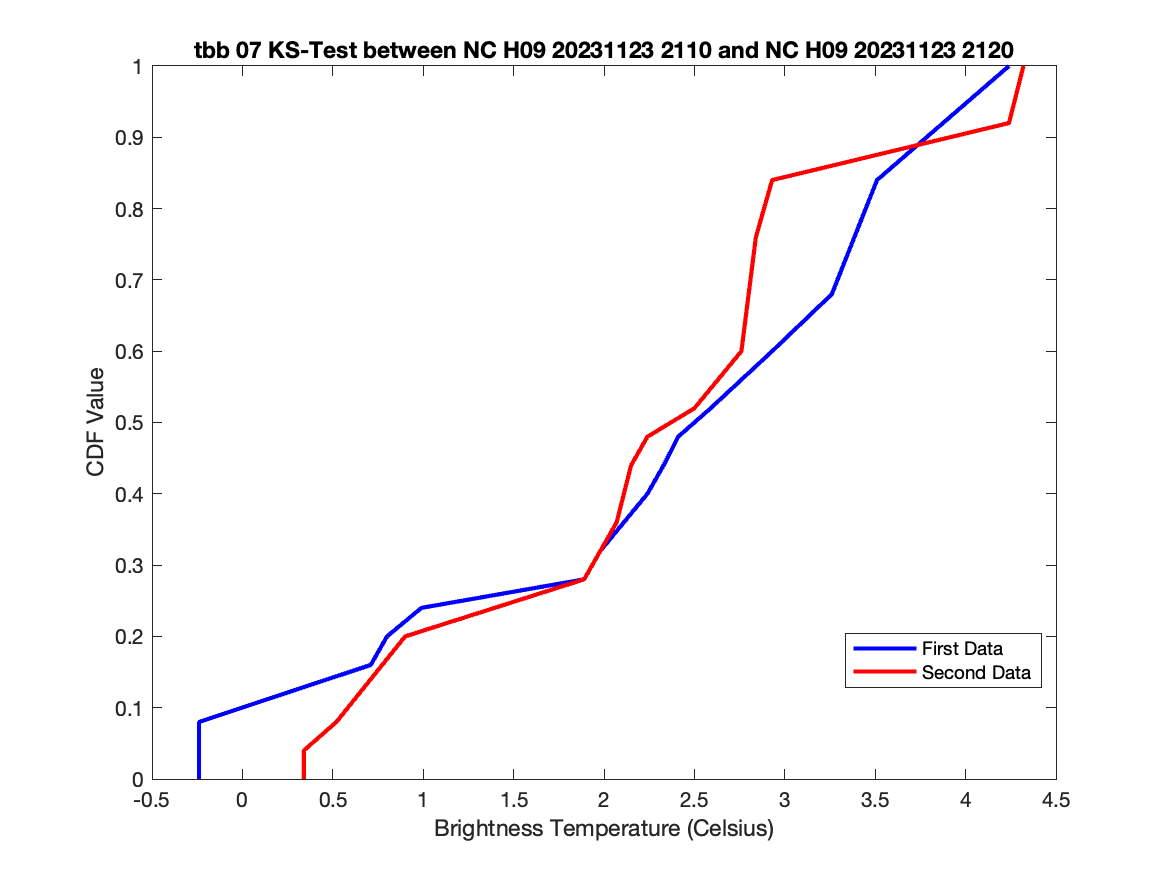 tbb 07 KS-Test between NC H09 20231123 2110 and NC H09 20231123 2120
1
0.9
0.8
0.7
0.6
0.5
0.4
0.3
0.2
0.1
0
CDF Value
First Data
Second Data
-0.5 0 0.5 1 1.5 2 2.5 3 3.5 4 4.5
Brightness Temperature (Celsius)